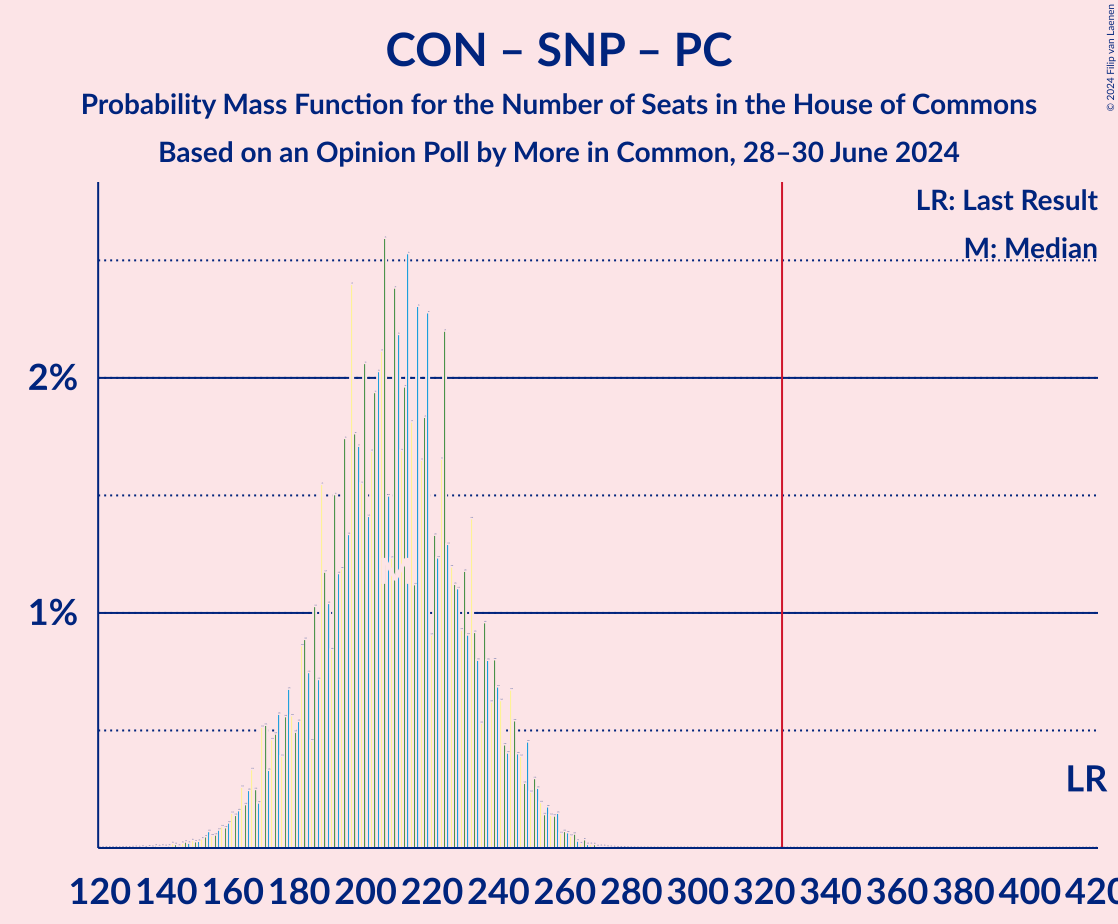 CON – SNP – PC
Probability Mass Function for the Number of Seats in the House of Commons
Based on an Opinion Poll by More in Common, 28–30 June 2024
© 2024 Filip van Laenen
LR: Last Result
M: Median
2%
1%
LR
120 140 160 180 200 220 240 260 280 300 320 340 360 380 400 420